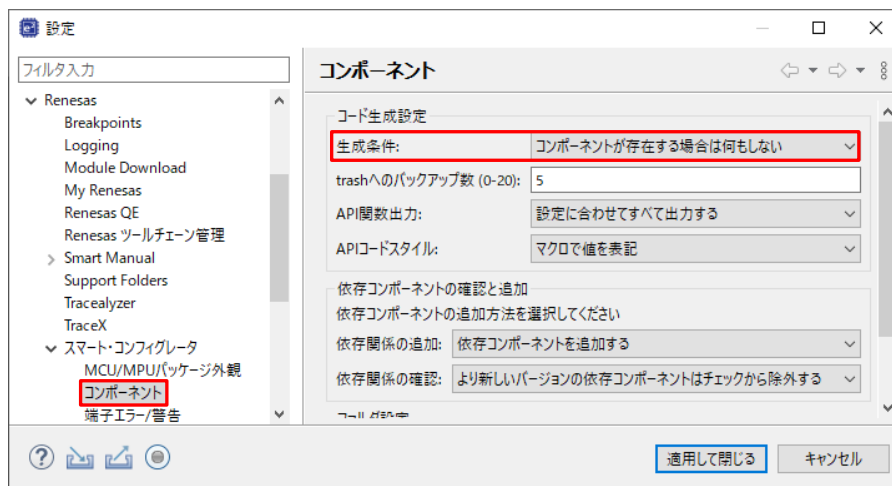 設定
フィルタ入力
Renesas
Breakpoints
Logging
Module Download
My Renesas
Renesas QE
Renesas ツールチェーン管理
Smart Manual
Support Folders
Tracealyzer
TraceX
スマート・コンフィグレータ
MCU/MPU/パッケージ外観
コンポーネント
端子エラー/警告
コンポーネント
コード生成設定
生成条件: コンポーネントが存在する場合は何もしない
trashへのバックアップ数 (0-20): 5
API関数出力: 設定に合わせてすべて出力する
APIコードスタイル: マクロで値を表記
依存コンポーネントの確認と追加
依存コンポーネントの追加方法を選択してください
依存関係の追加: 依存コンポーネントを追加する
依存関係の確認: より新しいバージョンの依存コンポーネントはチェックから除外する
フォルダ設定
適用して閉じる キャンセル